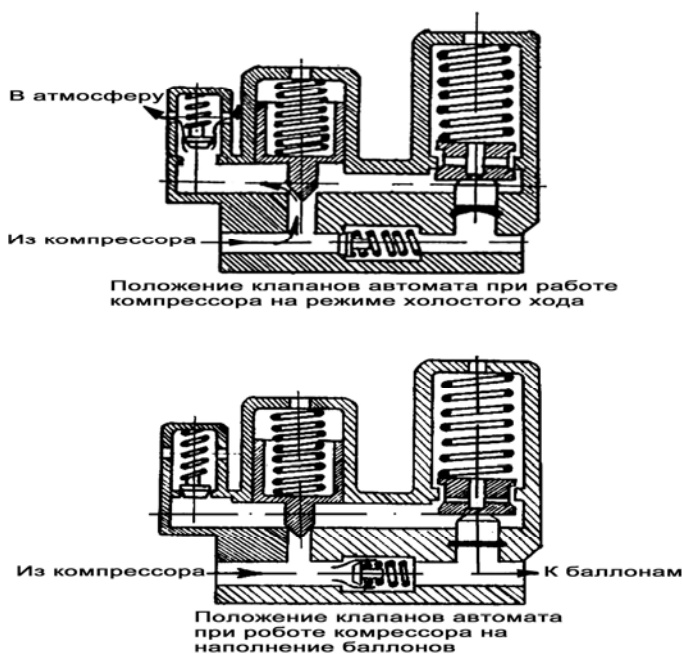 В атмосферу
Из компрессора
Положение клапанов автомата при работе
компрессора на режиме холостого хода
Из компрессора
К баллонам
Положение клапанов автомата
при роботе комрессора на
наполнение баллонов